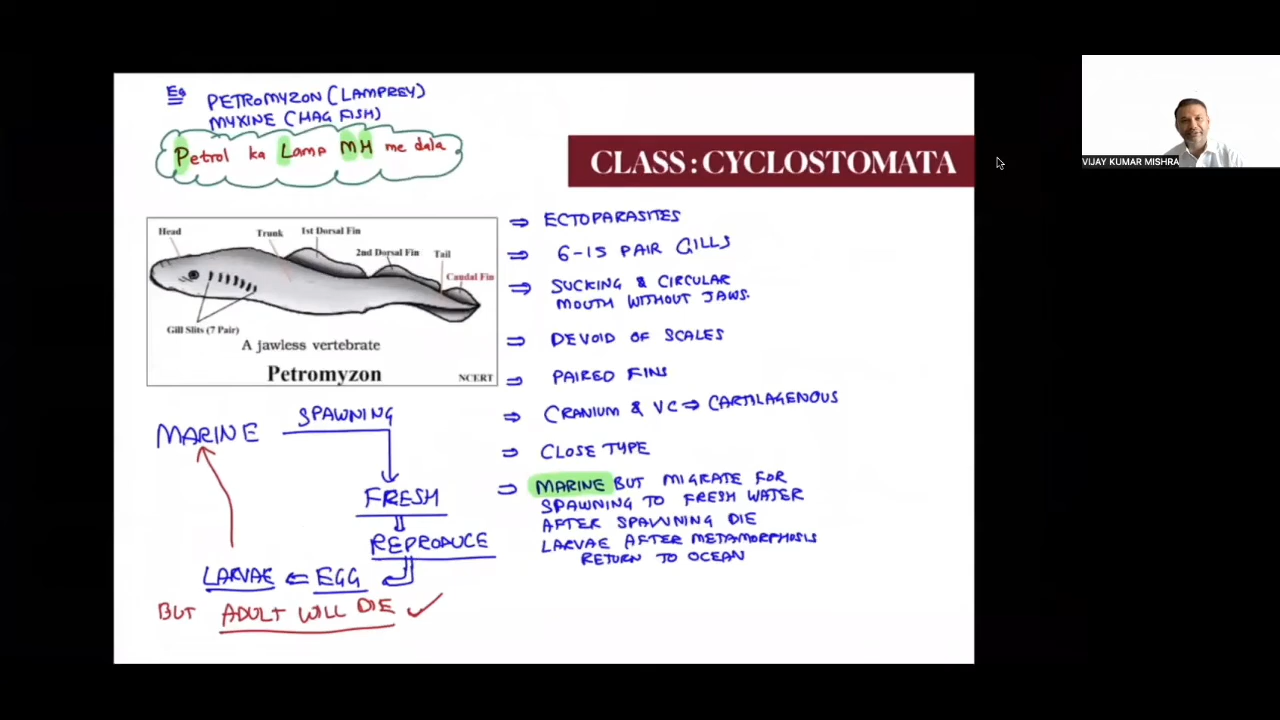 Eg PETROMYZON (LAMPREY)
MYXINE (HAG FISH)
Petrol ka Lamp MH me dala
CLASS : CYCLOSTOMATA
VIJAY KUMAR MISHRA
Head
Trunk
1st Dorsal Fin
2nd Dorsal Fin
Tail
Caudal Fin
Gill Slits (7 Pair)
A jawless vertebrate
Petromyzon
NCERT
⇒ ECTOPARASITES
⇒ 6-15 PAIR GILLS
⇒ SUCKING & CIRCULAR
MOUTH WITHOUT JAWS.
⇒ DEVOID OF SCALES
⇒ PAIRED FINS
⇒ CRANIUM & VC ⇒ CARTILAGENOUS
⇒ CLOSE TYPE
⇒ MARINE BUT MIGRATE FOR
SPAWNING TO FRESH WATER
AFTER SPAWNING DIE
LARVAE AFTER METAMORPHOSIS
RETURN TO OCEAN
MARINE
SPAWNING
FRESH
REPRODUCE
LARVAE ⇐ EGG
BUT ADULT WILL DIE ✓